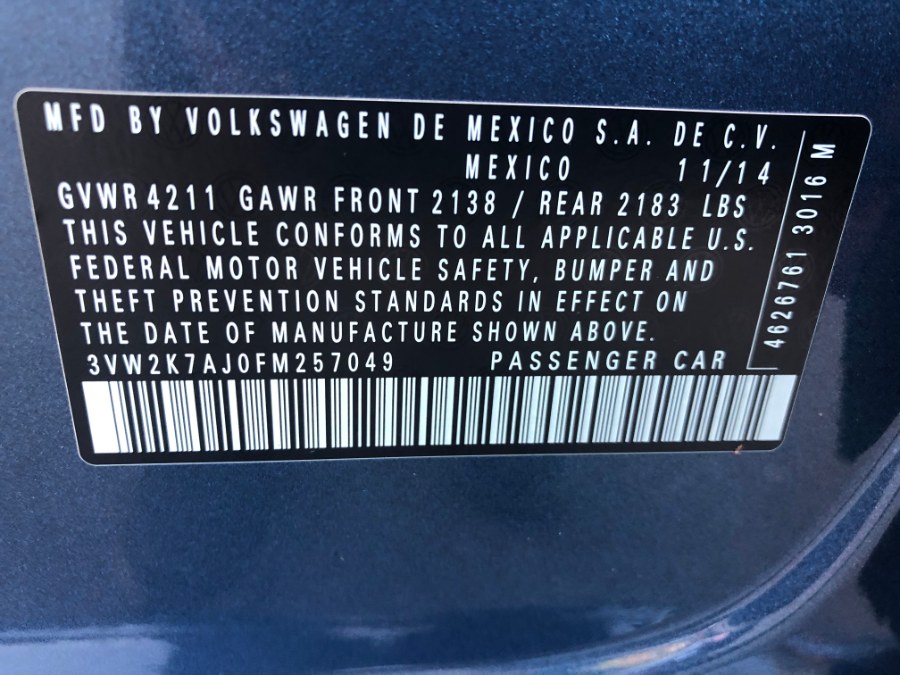 MFD BY VOLKSWAGEN DE MEXICO S.A. DE C.V.
MEXICO 11/14
GVWR 4211 GAWR FRONT 2138 / REAR 2183 LBS
THIS VEHICLE CONFORMS TO ALL APPLICABLE U.S.
FEDERAL MOTOR VEHICLE SAFETY, BUMPER AND
THEFT PREVENTION STANDARDS IN EFFECT ON
THE DATE OF MANUFACTURE SHOWN ABOVE.
3VW2K7AJ0FM257049 PASSENGER CAR
4626761 3016 M